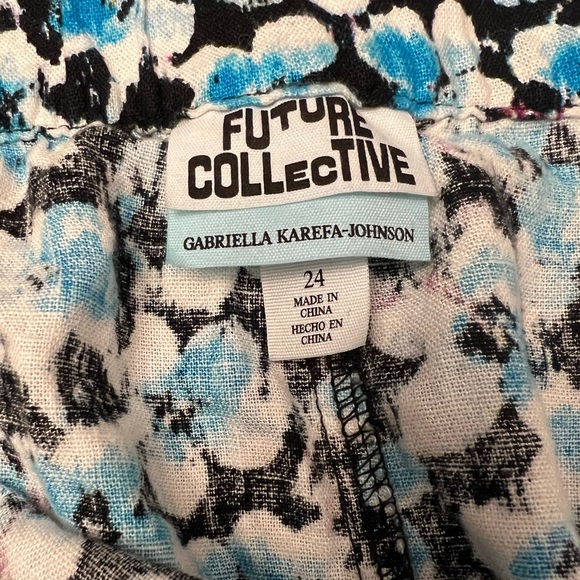 FUTURE
COLLECTIVE
GABRIELLA KAREFA-JOHNSON
24
MADE IN
CHINA
HECHO EN
CHINA